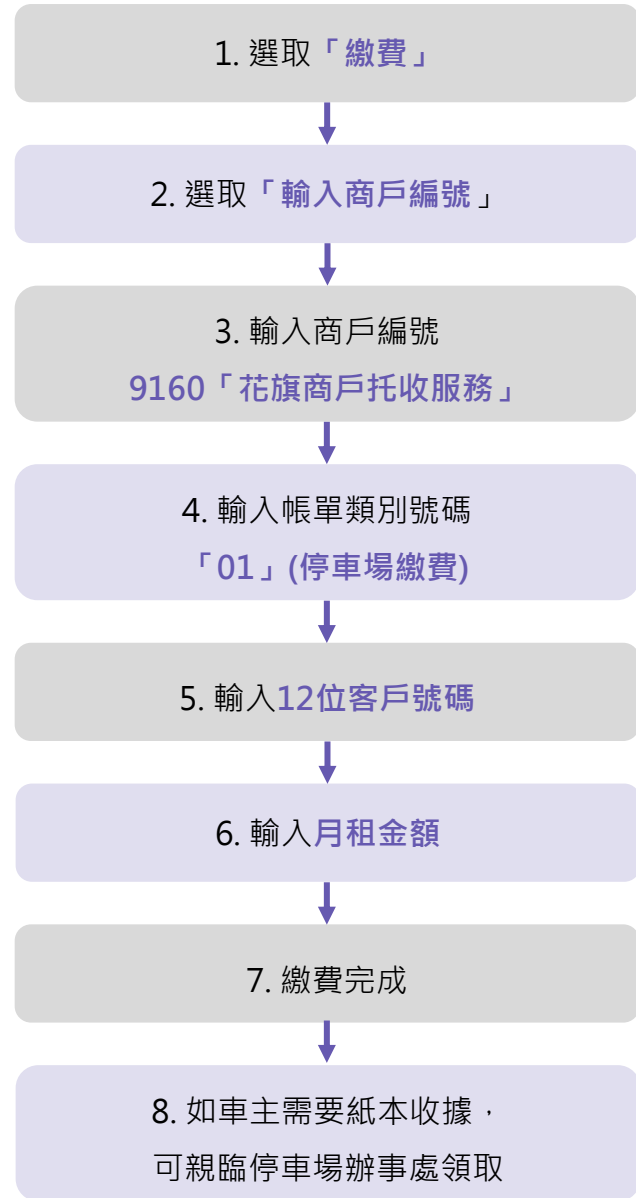 1. 選取「繳費」
2. 選取「輸入商戶編號」
3. 輸入商戶編號
9160「花旗商戶托收服務」
4. 輸入帳單類別號碼
「01」(停車場繳費)
5. 輸入12位客戶號碼
6. 輸入月租金額
7. 繳費完成
8. 如車主需要紙本收據，
可親臨停車場辦事處領取